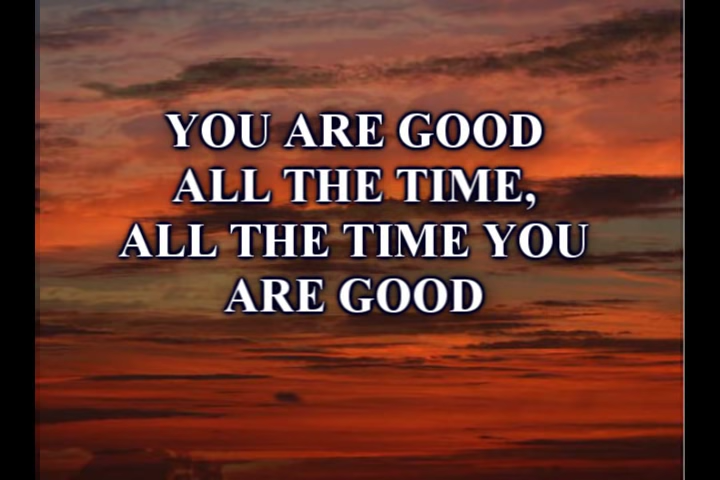 YOU ARE GOOD
ALL THE TIME,
ALL THE TIME YOU
ARE GOOD